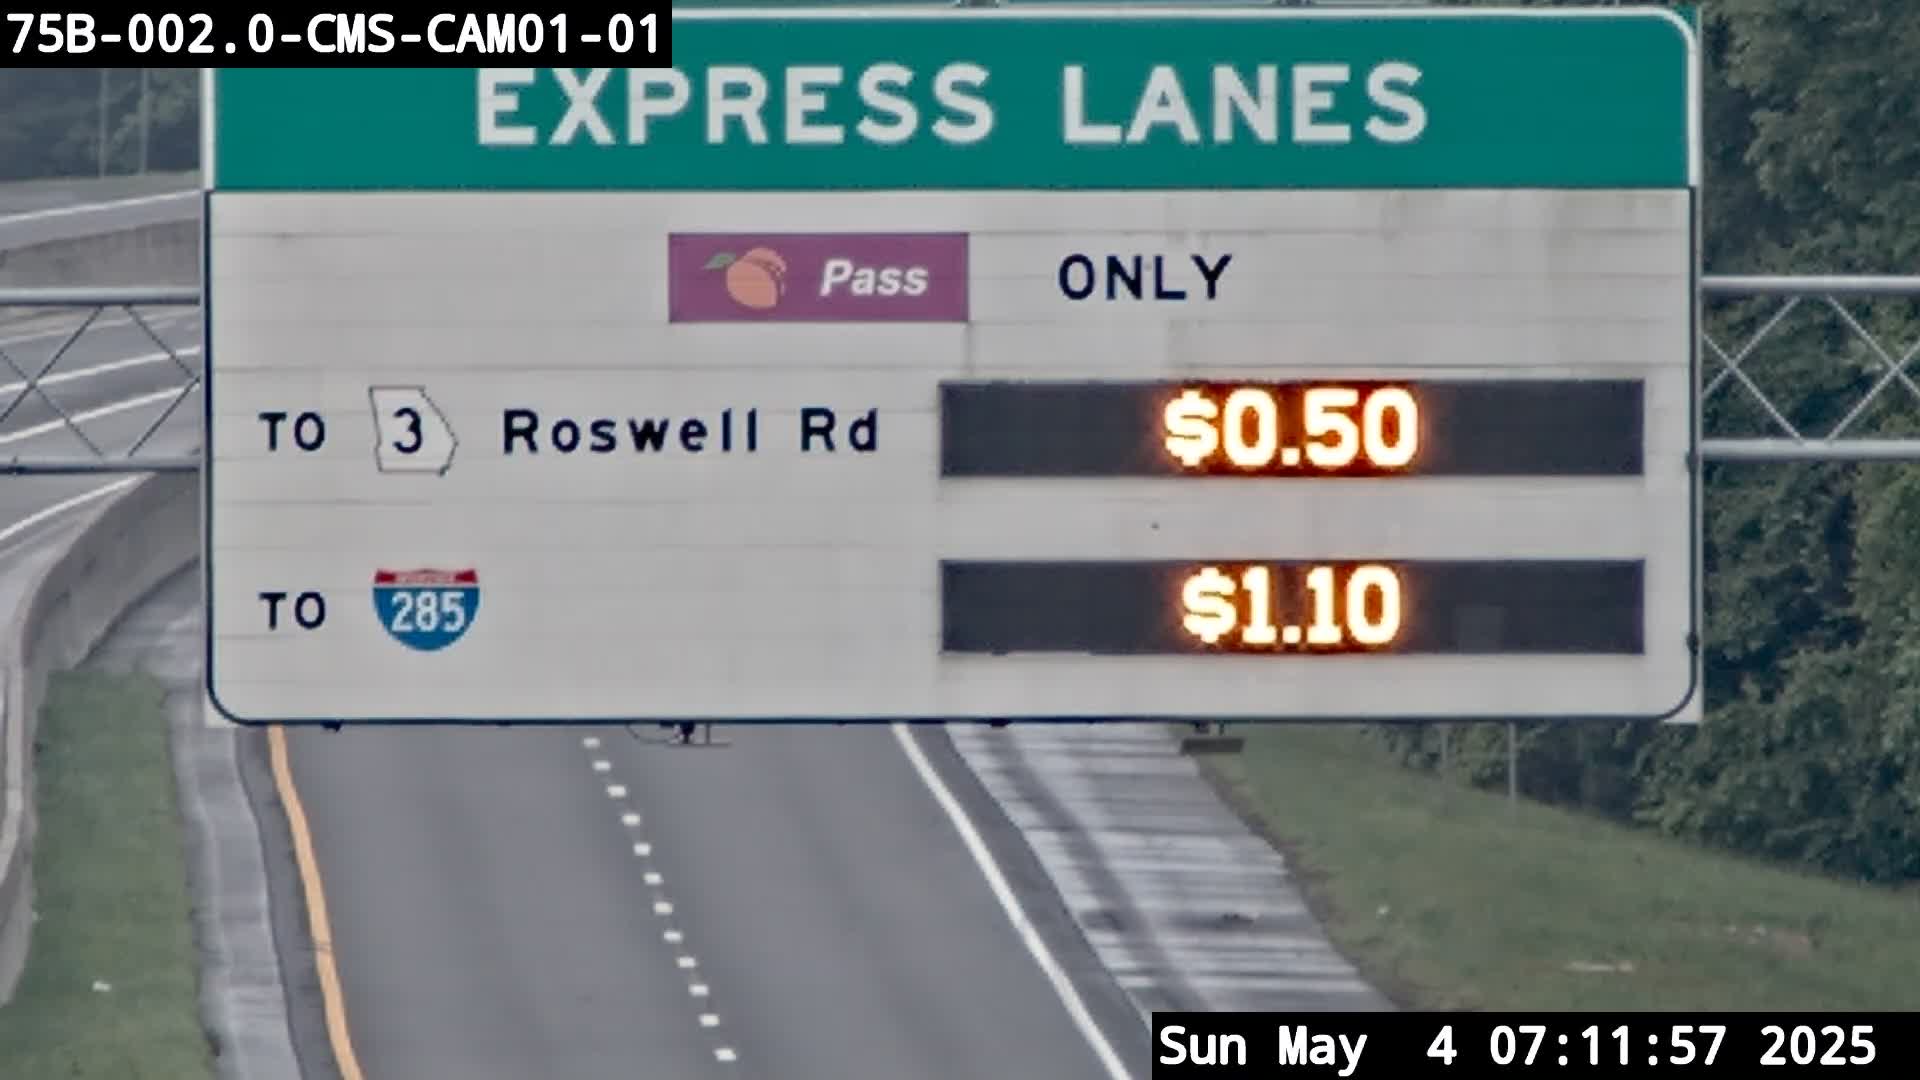 75B-002.0-CMS-CAM01-01
EXPRESS LANES
Pass ONLY
TO 3 Roswell Rd $0.50
TO 285 $1.10
Sun May 4 07:11:57 2025